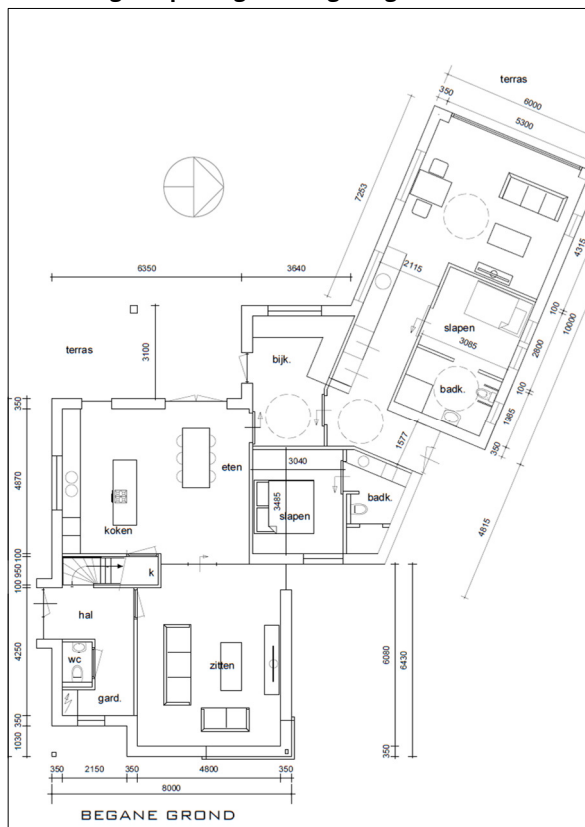 terras
350
6000
5300
7253
4315
6350
3640
2115
slapen
3085
100
10000
2800
terras
3100
bijk.
badk.
100
1985
350
350
1577
eten
3040
4870
3485
slapen
badk.
4815
koken
100
950
k
100
hal
4250
wc
zitten
6080
6430
gard.
350
1030
350
350
2150
350
4800
350
8000
BEGANE GROND